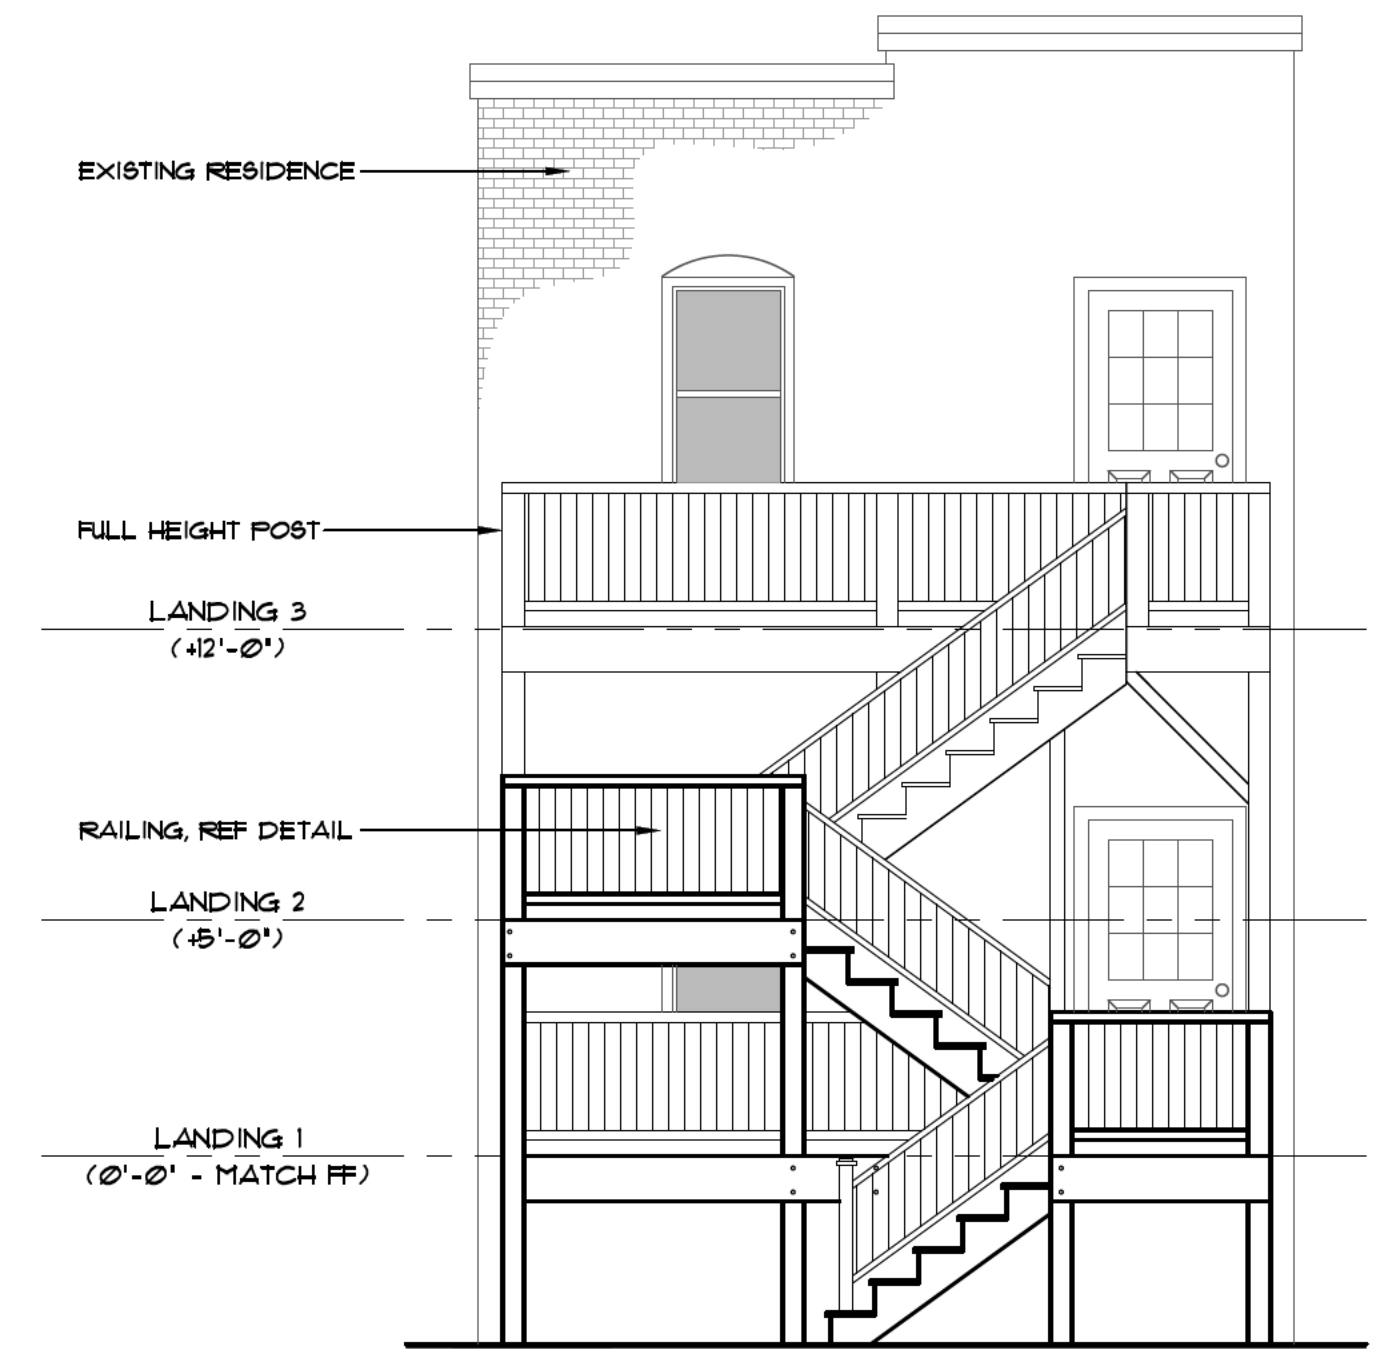 EXISTING RESIDENCE
FULL HEIGHT POST
LANDING 3
(+12'-0")
RAILING, REF DETAIL
LANDING 2
(+5'-0")
LANDING 1
(0'-0" - MATCH FF)